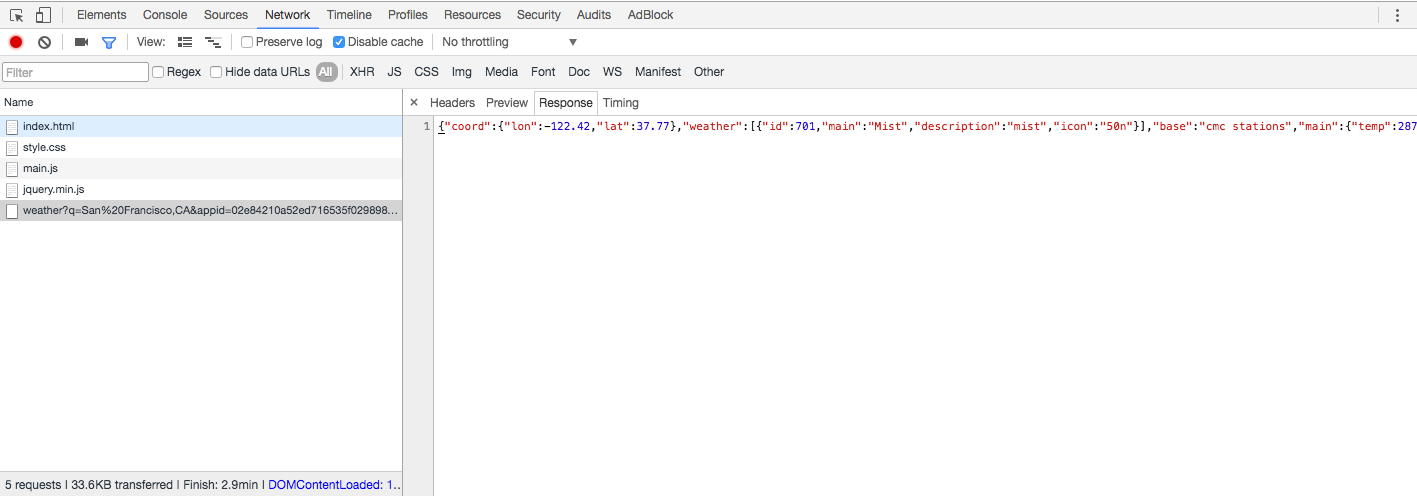 Elements Console Sources Network Timeline Profiles Resources Security Audits AdBlock
View: Preserve log Disable cache No throttling
Filter Regex Hide data URLs All XHR JS CSS Img Media Font Doc WS Manifest Other
Name × Headers Preview Response Timing
index.html 1 {"coord":{"lon":-122.42,"lat":37.77},"weather":[{"id":701,"main":"Mist","description":"mist","icon":"50n"}],"base":"cmc stations","main":{"temp":287
style.css
main.js
jquery.min.js
weather?q=San%20Francisco,CA&appid=02e84210a52ed716535f029898…
5 requests | 33.6KB transferred | Finish: 2.9min | DOMContentLoaded: 1…